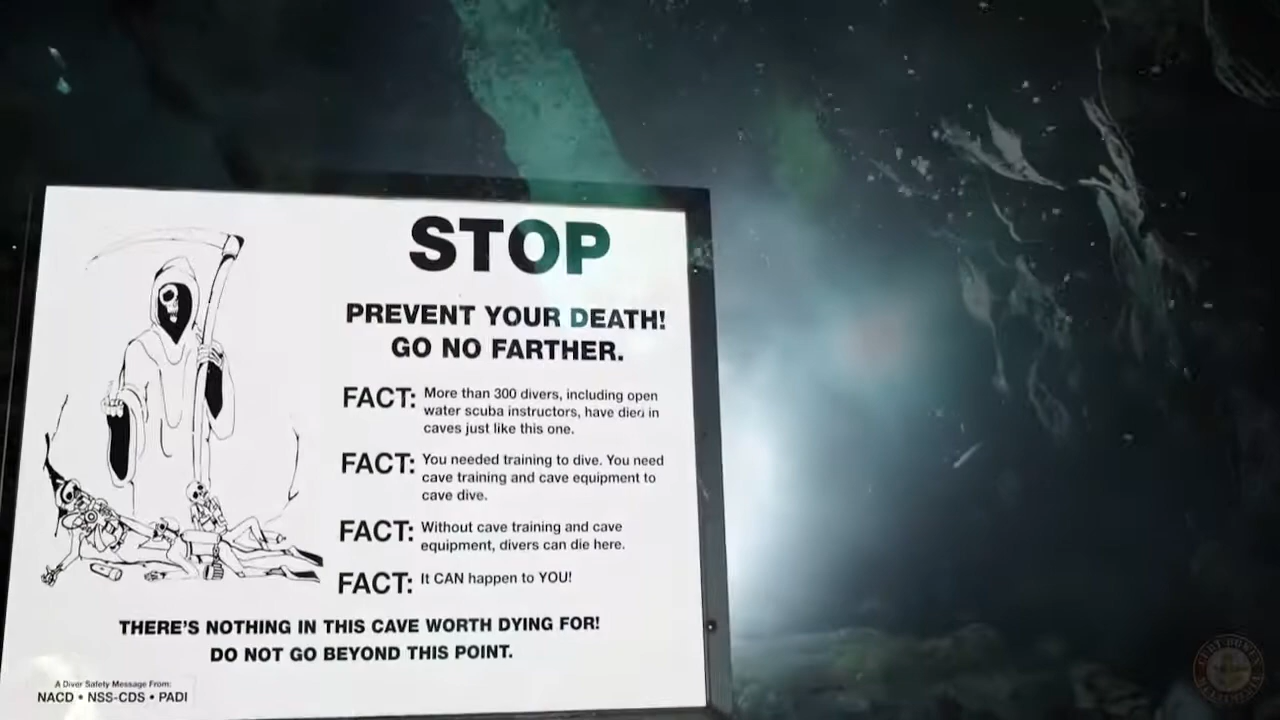 STOP
PREVENT YOUR DEATH!
GO NO FARTHER.
FACT: More than 300 divers, including open
water scuba instructors, have died in
caves just like this one.
FACT: You needed training to dive. You need
cave training and cave equipment to
cave dive.
FACT: Without cave training and cave
equipment, divers can die here.
FACT: It CAN happen to YOU!
THERE'S NOTHING IN THIS CAVE WORTH DYING FOR!
DO NOT GO BEYOND THIS POINT.
A Diver Safety Message From:
NACD • NSS-CDS • PADI